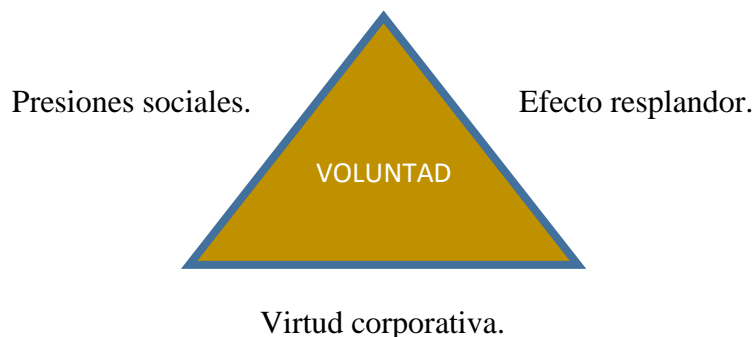 Presiones sociales.
Efecto resplandor.
VOLUNTAD
Virtud corporativa.